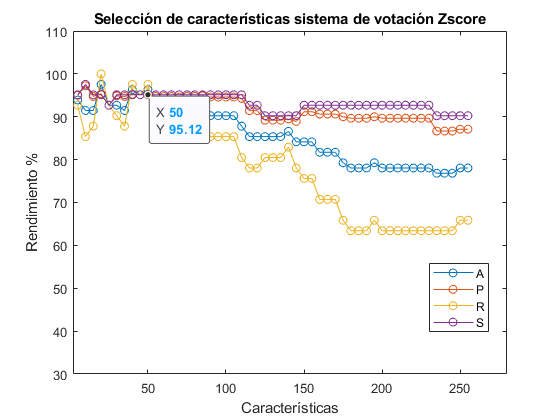 Selección de características sistema de votación Zscore
110
100
90
80
70
60
50
40
30
Rendimiento %
X 50
Y 95.12
A
P
R
S
50
100
150
200
250
Características